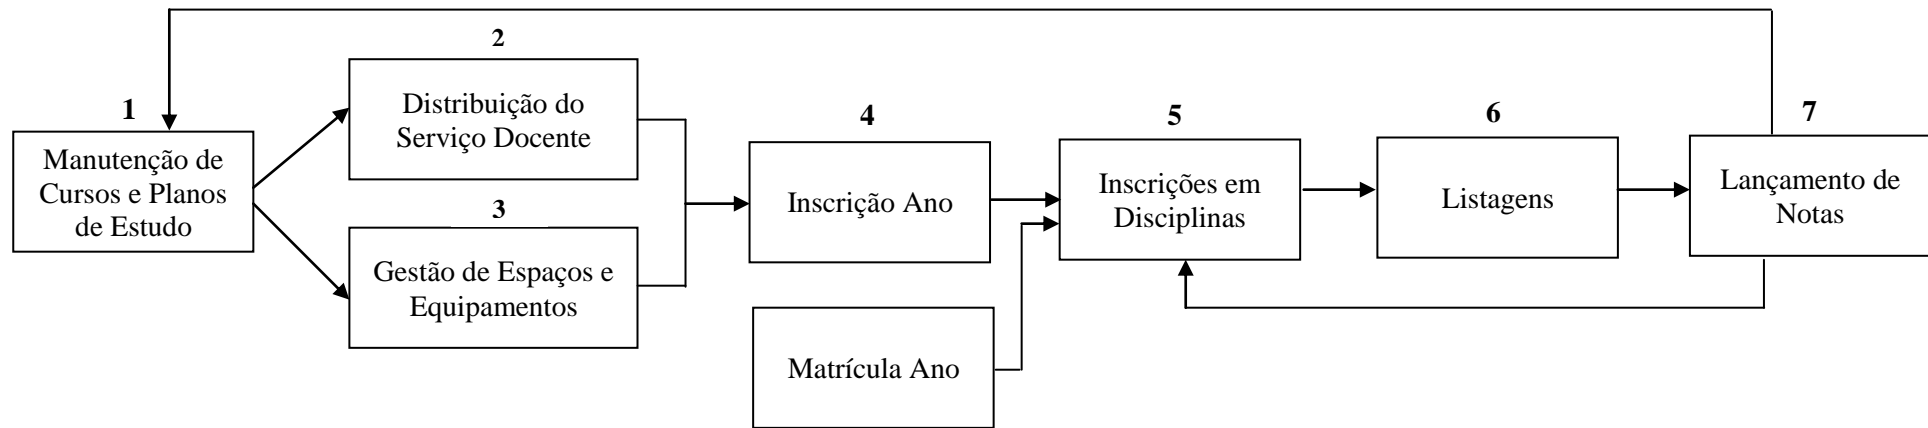 1
Manutenção de
Cursos e Planos
de Estudo
2
Distribuição do
Serviço Docente
3
Gestão de Espaços e
Equipamentos
4
Inscrição Ano
Matrícula Ano
5
Inscrições em
Disciplinas
6
Listagens
7
Lançamento de
Notas